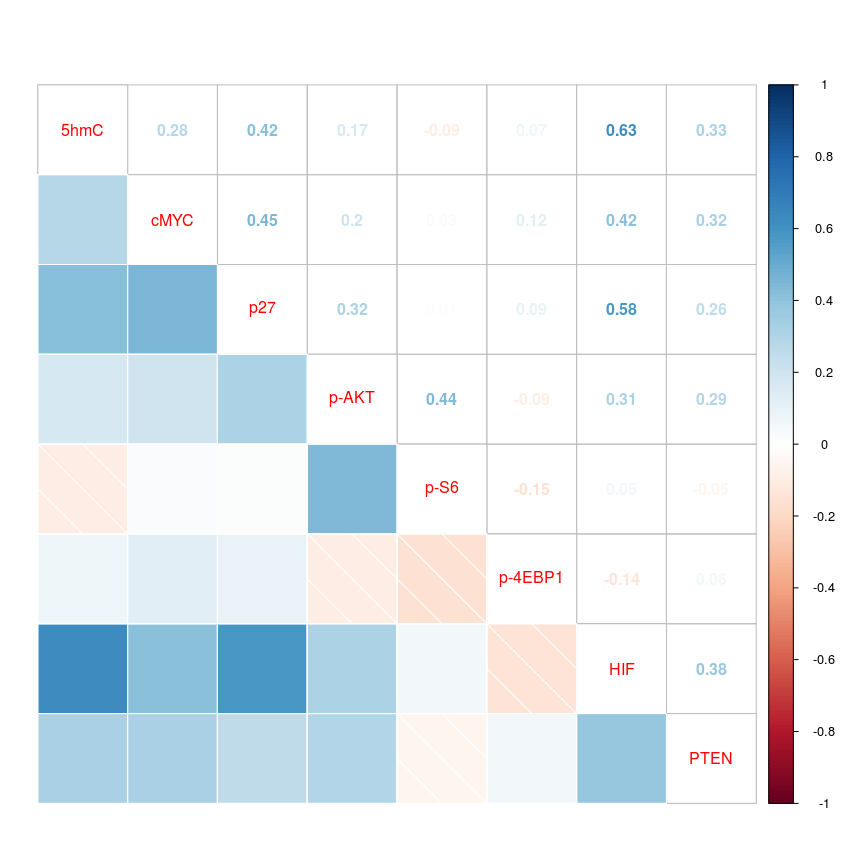 5hmC 0.28 0.42 0.17 -0.09 0.07 0.63 0.33
cMYC 0.45 0.2 0.03 0.12 0.42 0.32
p27 0.32 0.09 0.58 0.26
p-AKT 0.44 -0.09 0.31 0.29
p-S6 -0.15 0.05 -0.05
p-4EBP1 -0.14 0.06
HIF 0.38
PTEN
1
0.8
0.6
0.4
0.2
0
-0.2
-0.4
-0.6
-0.8
-1